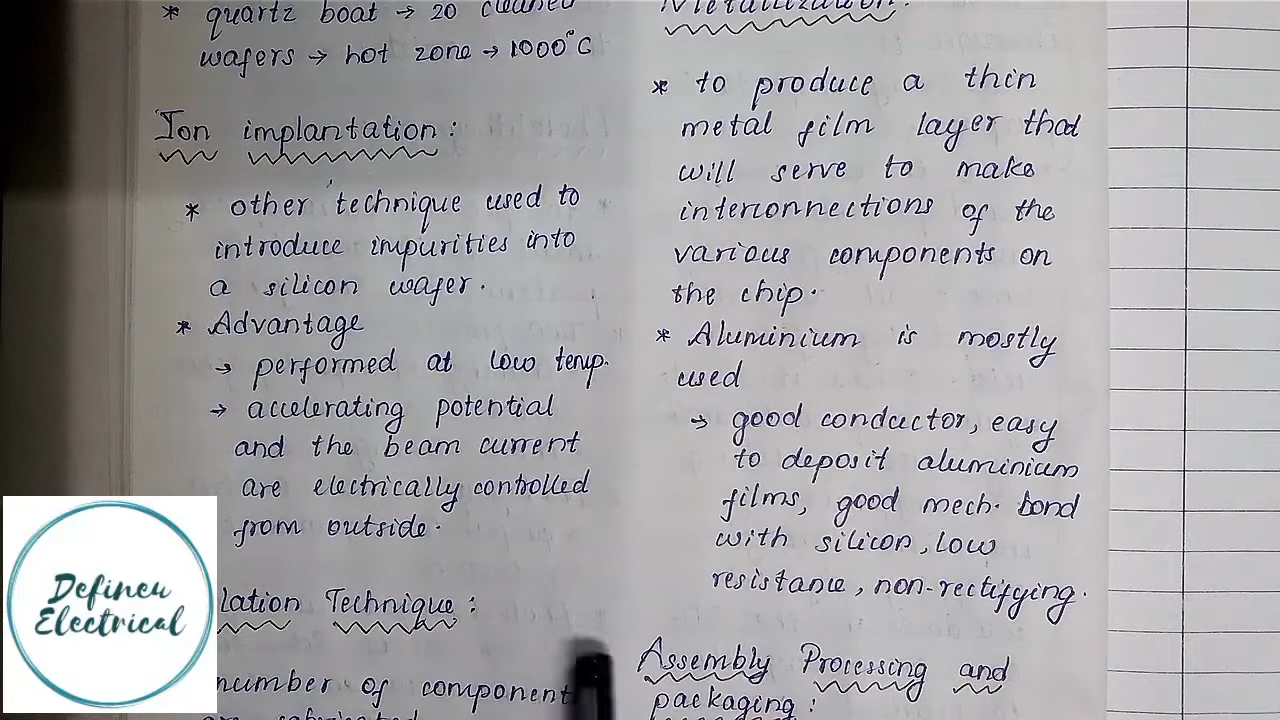 * quartz boat → 20 cleaned
wafers → hot zone → 1000°C
Ion implantation:
* other technique used to
introduce impurities into
a silicon wafer.
* Advantage
→ performed at low temp.
→ accelerating potential
and the beam current
are electrically controlled
from outside.
lation Technique:
number of component
are fabricated
Metallization:
* to produce a thin
metal film layer that
will serve to make
interconnections of the
various components on
the chip.
* Aluminium is mostly
used
→ good conductor, easy
to deposit aluminium
films, good mech. bond
with silicon, low
resistance, non-rectifying.
Assembly Processing and
packaging:
Defineu
Electrical